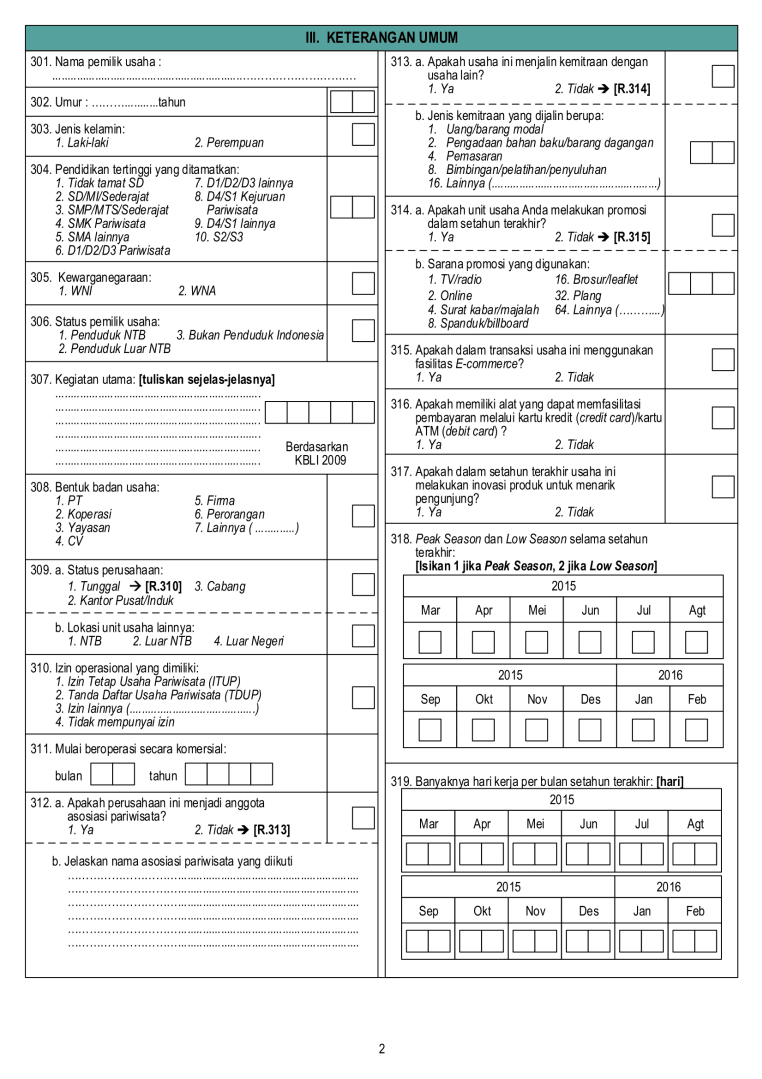 III. KETERANGAN UMUM
301. Nama pemilik usaha :
..........................................................................................
302. Umur : ....................tahun
303. Jenis kelamin:
1. Laki-laki 2. Perempuan
304. Pendidikan tertinggi yang ditamatkan:
1. Tidak tamat SD 7. D1/D2/D3 lainnya
2. SD/MI/Sederajat 8. D4/S1 Kejuruan
3. SMP/MTS/Sederajat Pariwisata
4. SMK Pariwisata 9. D4/S1 lainnya
5. SMA lainnya 10. S2/S3
6. D1/D2/D3 Pariwisata
305. Kewarganegaraan:
1. WNI 2. WNA
306. Status pemilik usaha:
1. Penduduk NTB 3. Bukan Penduduk Indonesia
2. Penduduk Luar NTB
307. Kegiatan utama: [tuliskan sejelas-jelasnya]
...................................................................
...................................................................
...................................................................
...................................................................
................................................................... Berdasarkan
................................................................... KBLI 2009
308. Bentuk badan usaha:
1. PT 5. Firma
2. Koperasi 6. Perorangan
3. Yayasan 7. Lainnya ( .............)
4. CV
309. a. Status perusahaan:
1. Tunggal ➔ [R.310] 3. Cabang
2. Kantor Pusat/Induk
b. Lokasi unit usaha lainnya:
1. NTB 2. Luar NTB 4. Luar Negeri
310. Izin operasional yang dimiliki:
1. Izin Tetap Usaha Pariwisata (ITUP)
2. Tanda Daftar Usaha Pariwisata (TDUP)
3. Izin lainnya (.........................................)
4. Tidak mempunyai izin
311. Mulai beroperasi secara komersial:
bulan tahun
312. a. Apakah perusahaan ini menjadi anggota
asosiasi pariwisata?
1. Ya 2. Tidak ➔ [R.313]
b. Jelaskan nama asosiasi pariwisata yang diikuti
..........................................................................................
..........................................................................................
..........................................................................................
..........................................................................................
..........................................................................................
..........................................................................................
313. a. Apakah usaha ini menjalin kemitraan dengan
usaha lain?
1. Ya 2. Tidak ➔ [R.314]
b. Jenis kemitraan yang dijalin berupa:
1. Uang/barang modal
2. Pengadaan bahan baku/barang dagangan
4. Pemasaran
8. Bimbingan/pelatihan/penyuluhan
16. Lainnya (......................................................)
314. a. Apakah unit usaha Anda melakukan promosi
dalam setahun terakhir?
1. Ya 2. Tidak ➔ [R.315]
b. Sarana promosi yang digunakan:
1. TV/radio 16. Brosur/leaflet
2. Online 32. Plang
4. Surat kabar/majalah 64. Lainnya (.............)
8. Spanduk/billboard
315. Apakah dalam transaksi usaha ini menggunakan
fasilitas E-commerce?
1. Ya 2. Tidak
316. Apakah memiliki alat yang dapat memfasilitasi
pembayaran melalui kartu kredit (credit card)/kartu
ATM (debit card) ?
1. Ya 2. Tidak
317. Apakah dalam setahun terakhir usaha ini
melakukan inovasi produk untuk menarik
pengunjung?
1. Ya 2. Tidak
318. Peak Season dan Low Season selama setahun
terakhir:
[Isikan 1 jika Peak Season, 2 jika Low Season]
2015
Mar Apr Mei Jun Jul Agt
2015 2016
Sep Okt Nov Des Jan Feb
319. Banyaknya hari kerja per bulan setahun terakhir: [hari]
2015
Mar Apr Mei Jun Jul Agt
2015 2016
Sep Okt Nov Des Jan Feb
2